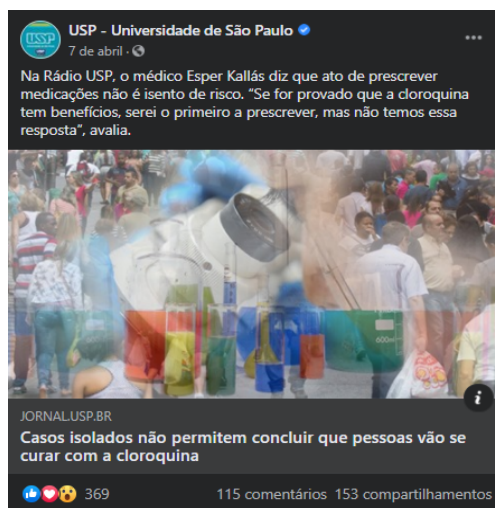 USP
USP - Universidade de São Paulo
7 de abril ·
Na Rádio USP, o médico Esper Kallás diz que ato de prescrever
medicações não é isento de risco. “Se for provado que a cloroquina
tem benefícios, serei o primeiro a prescrever, mas não temos essa
resposta”, avalia.
600ml
i
JORNAL.USP.BR
Casos isolados não permitem concluir que pessoas vão se
curar com a cloroquina
369 115 comentários 153 compartilhamentos